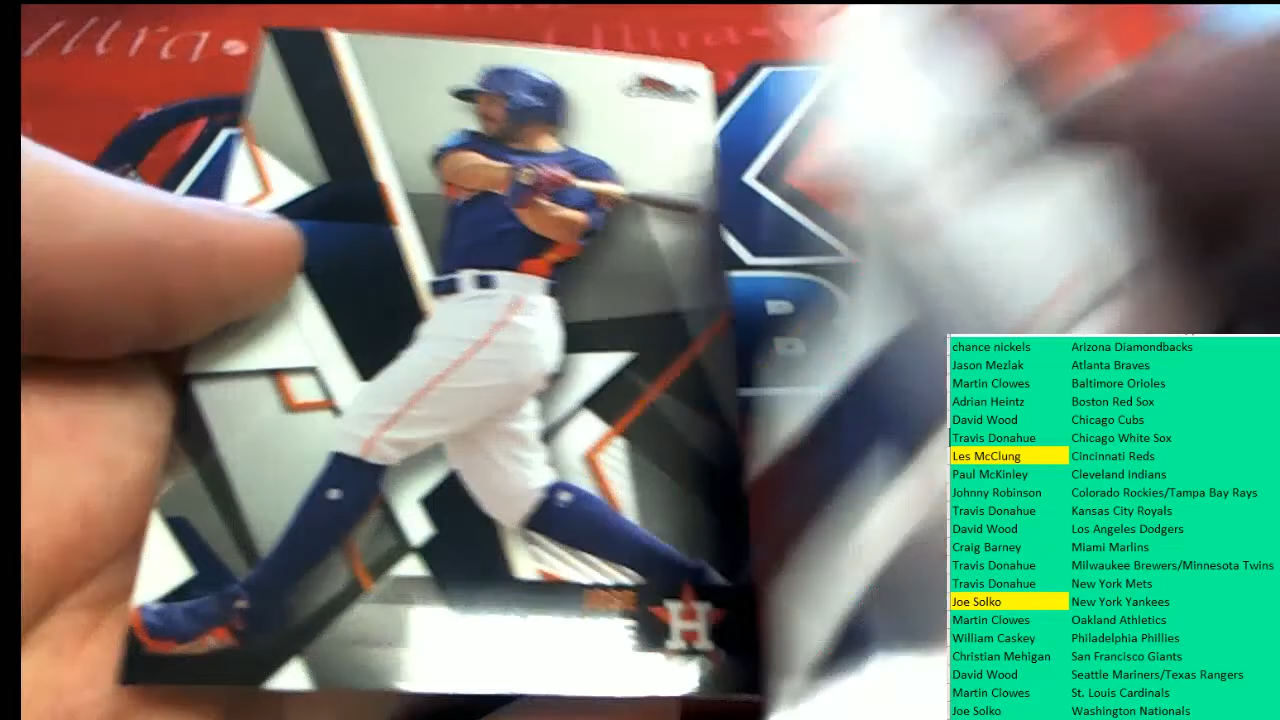 ultra.
ultra
H
chance nickels Arizona Diamondbacks
Jason Mezlak Atlanta Braves
Martin Clowes Baltimore Orioles
Adrian Heintz Boston Red Sox
David Wood Chicago Cubs
Travis Donahue Chicago White Sox
Les McClung Cincinnati Reds
Paul McKinley Cleveland Indians
Johnny Robinson Colorado Rockies/Tampa Bay Rays
Travis Donahue Kansas City Royals
David Wood Los Angeles Dodgers
Craig Barney Miami Marlins
Travis Donahue Milwaukee Brewers/Minnesota Twins
Travis Donahue New York Mets
Joe Solko New York Yankees
Martin Clowes Oakland Athletics
William Caskey Philadelphia Phillies
Christian Mehigan San Francisco Giants
David Wood Seattle Mariners/Texas Rangers
Martin Clowes St. Louis Cardinals
Joe Solko Washington Nationals